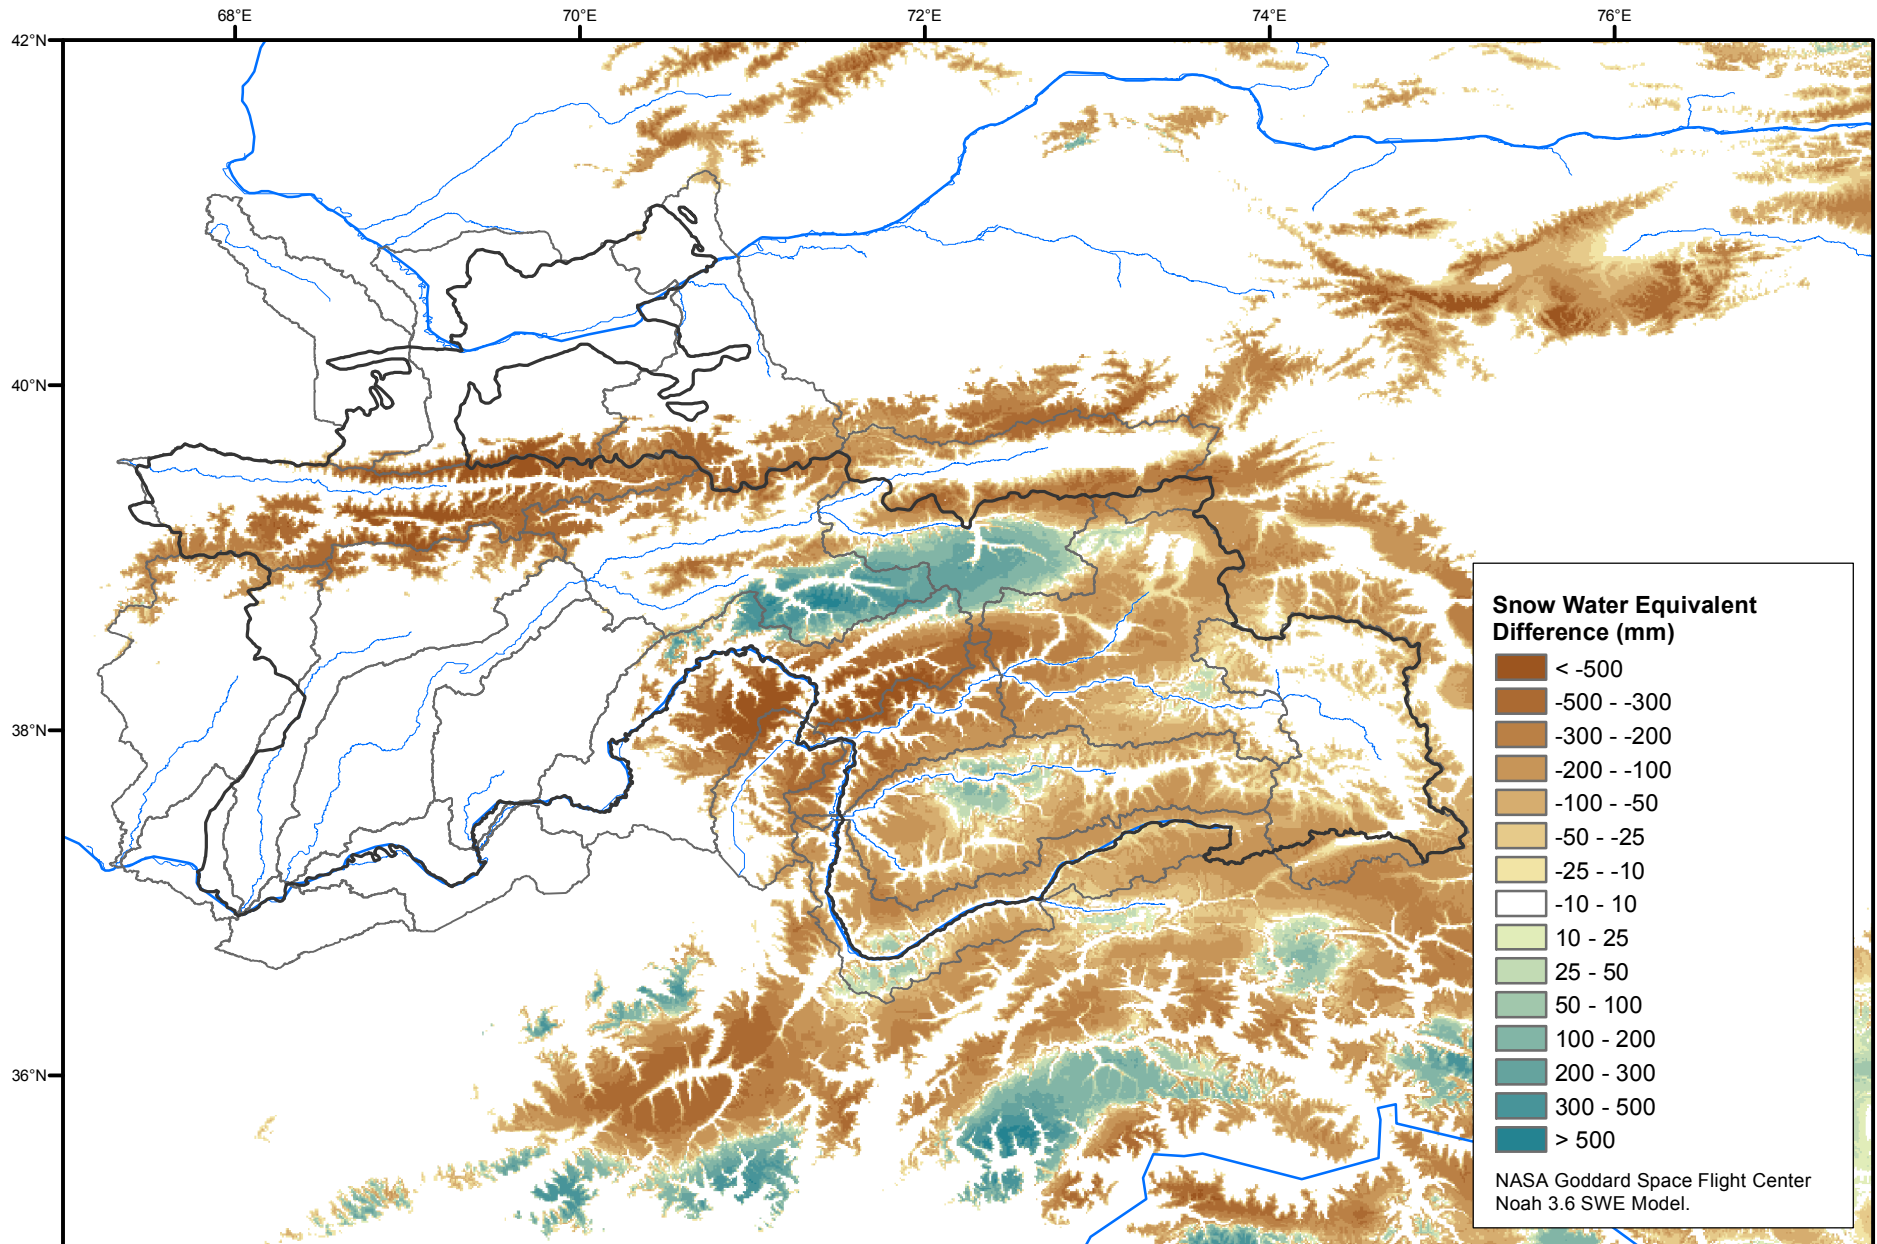 68°E 70°E 72°E 74°E 76°E
42°N
40°N
38°N
36°N
Snow Water Equivalent
Difference (mm)
< -500
-500 - -300
-300 - -200
-200 - -100
-100 - -50
-50 - -25
-25 - -10
-10 - 10
10 - 25
25 - 50
50 - 100
100 - 200
200 - 300
300 - 500
> 500
NASA Goddard Space Flight Center
Noah 3.6 SWE Model.